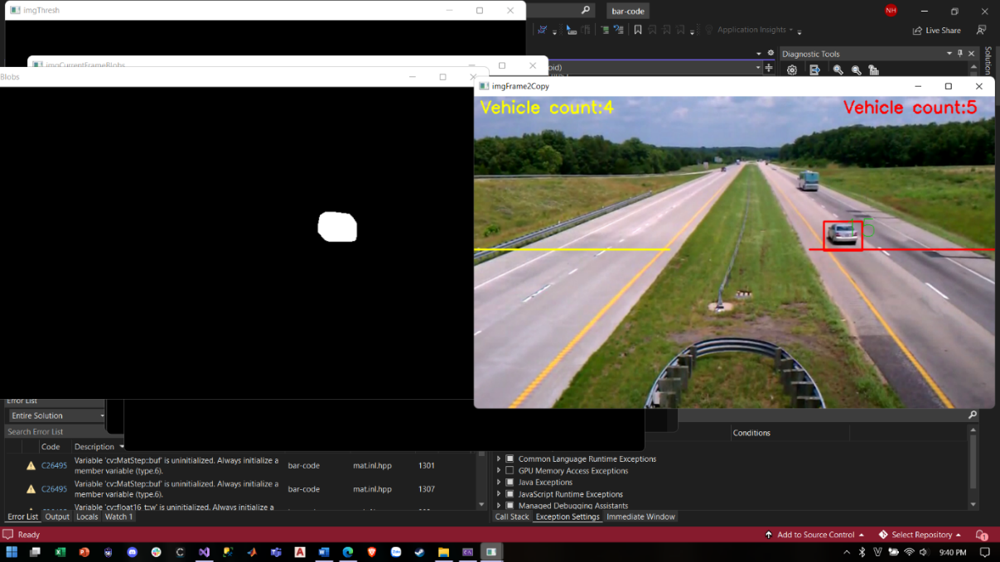 imgThresh
bar-code
NH
Application Insights
Live Share
imgCurrentFrameBlobs
oid)
Diagnostic Tools
Solution
Blobs
imgFrame2Copy
Vehicle count:4
Vehicle count:5
Error List
Entire Solution
Search Error List
Code
Description
C26495
Variable 'cv::MatStep::buf' is uninitialized. Always initialize a
member variable (type.6).
bar-code
mat.inl.hpp
1301
C26495
Variable 'cv::MatStep::buf' is uninitialized. Always initialize a
member variable (type.6).
bar-code
mat.inl.hpp
1307
Variable 'cv::float16_t::w' is uninitialized. Always initialize a
Error List
Output
Locals
Watch 1
Conditions
Common Language Runtime Exceptions
GPU Memory Access Exceptions
Java Exceptions
JavaScript Runtime Exceptions
Managed Debugging Assistants
Call Stack
Exception Settings
Immediate Window
Ready
Add to Source Control
Select Repository
1
9:40 PM